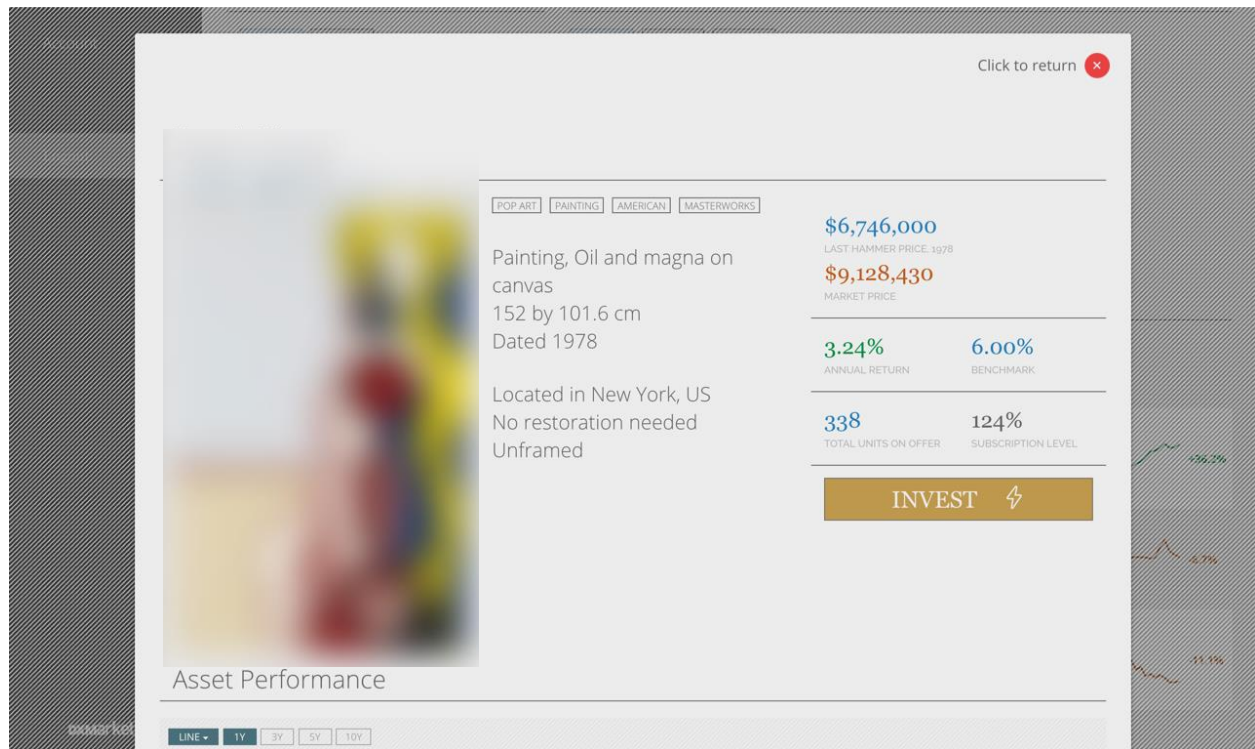 Account
Click to return
POP ART PAINTING AMERICAN MASTERWORKS
Painting, Oil and magna on
canvas
152 by 101.6 cm
Dated 1978
Located in New York, US
No restoration needed
Unframed
$6,746,000
LAST HAMMER PRICE, 1978
$9,128,430
MARKET PRICE
3.24% 6.00%
ANNUAL RETURN BENCHMARK
338 124%
TOTAL UNITS ON OFFER SUBSCRIPTION LEVEL
INVEST
+36.2%
-6.7%
-11.1%
Asset Performance
DXMarket
LINE 1Y 3Y 5Y 10Y